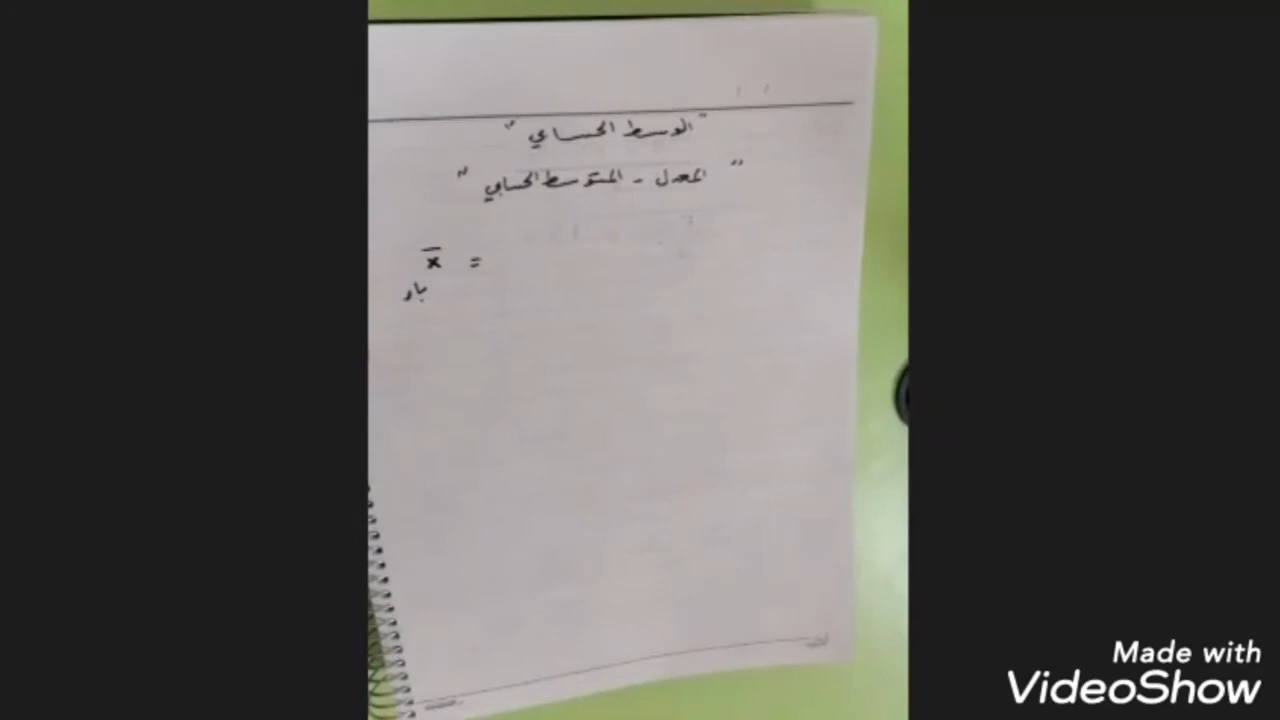 "الوسط الحسابي"
"المعدل - المتوسط الحسابي"
x̄ =
بار
Made with
VideoShow